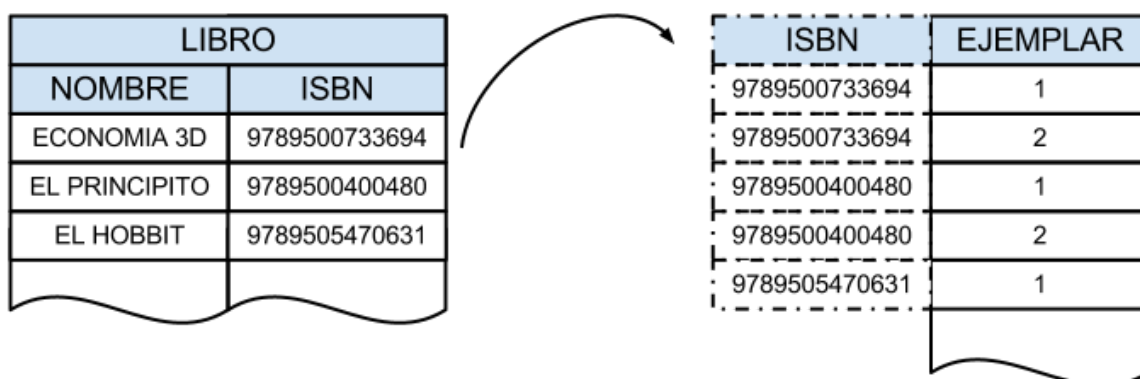 LIBRO
NOMBRE ISBN
ECONOMIA 3D 9789500733694
EL PRINCIPITO 9789500400480
EL HOBBIT 9789505470631
ISBN EJEMPLAR
9789500733694 1
9789500733694 2
9789500400480 1
9789500400480 2
9789505470631 1